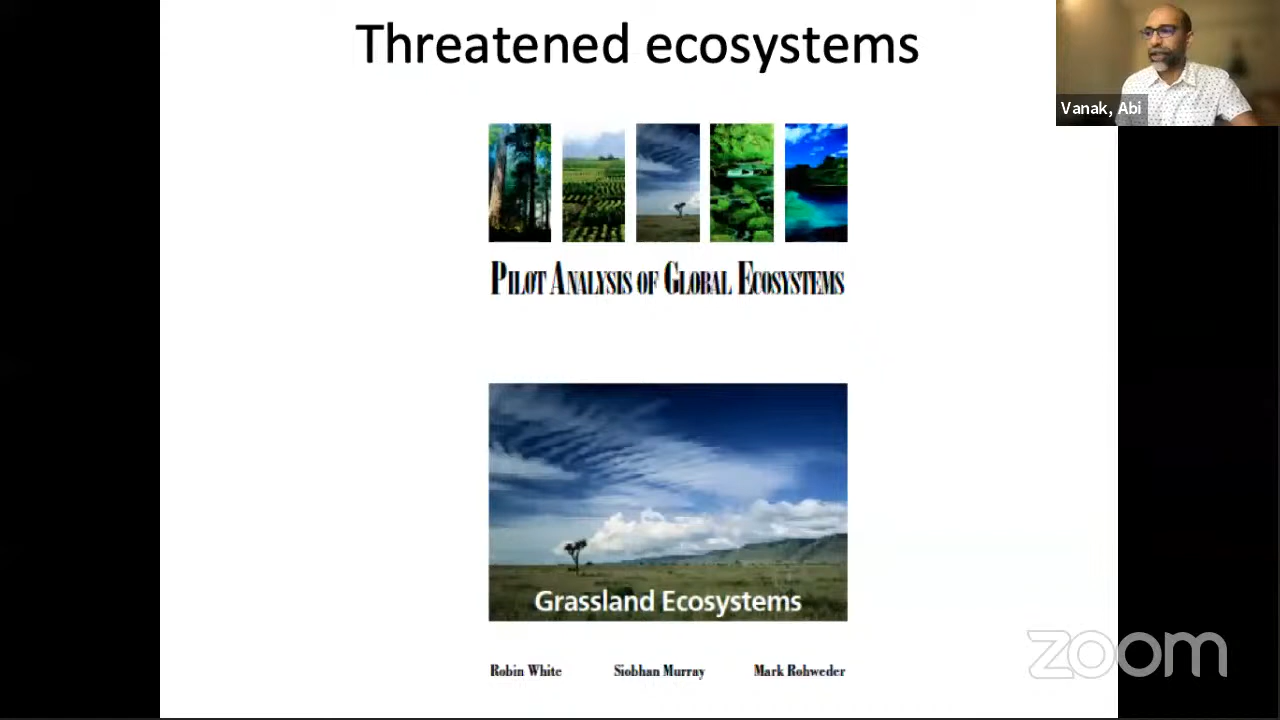 Threatened ecosystems
Vanak, Abi
PILOT ANALYSIS OF GLOBAL ECOSYSTEMS
Grassland Ecosystems
Robin White Siobhan Murray Mark Rohweder
zoom